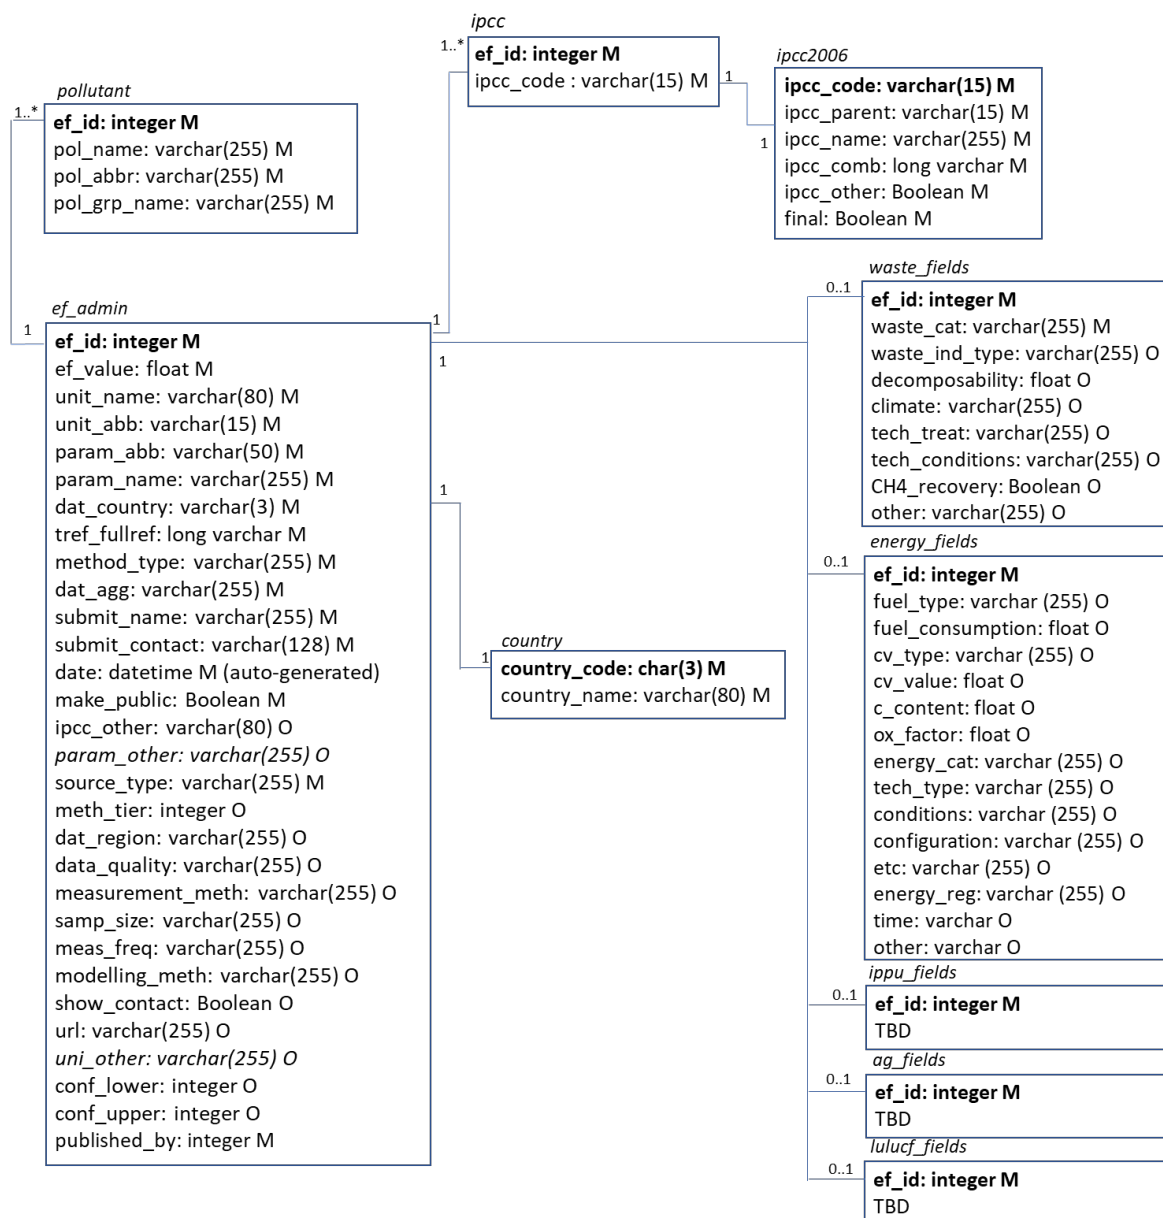 ipcc
1..*
ef_id: integer M
ipcc_code : varchar(15) M
1
ipcc2006
ipcc_code: varchar(15) M
ipcc_parent: varchar(15) M
ipcc_name: varchar(255) M
ipcc_comb: long varchar M
ipcc_other: Boolean M
final: Boolean M
1
pollutant
1..*
ef_id: integer M
pol_name: varchar(255) M
pol_abbr: varchar(255) M
pol_grp_name: varchar(255) M
ef_admin
1
1
1
1
ef_id: integer M
ef_value: float M
unit_name: varchar(80) M
unit_abb: varchar(15) M
param_abb: varchar(50) M
param_name: varchar(255) M
dat_country: varchar(3) M
tref_fullref: long varchar M
method_type: varchar(255) M
dat_agg: varchar(255) M
submit_name: varchar(255) M
submit_contact: varchar(128) M
date: datetime M (auto-generated)
make_public: Boolean M
ipcc_other: varchar(80) O
param_other: varchar(255) O
source_type: varchar(255) M
meth_tier: integer O
dat_region: varchar(255) O
data_quality: varchar(255) O
measurement_meth: varchar(255) O
samp_size: varchar(255) O
meas_freq: varchar(255) O
modelling_meth: varchar(255) O
show_contact: Boolean O
url: varchar(255) O
uni_other: varchar(255) O
conf_lower: integer O
conf_upper: integer O
published_by: integer M
country
1
country_code: char(3) M
country_name: varchar(80) M
waste_fields
0..1
ef_id: integer M
waste_cat: varchar(255) M
waste_ind_type: varchar(255) O
decomposability: float O
climate: varchar(255) O
tech_treat: varchar(255) O
tech_conditions: varchar(255) O
CH4_recovery: Boolean O
other: varchar(255) O
energy_fields
0..1
ef_id: integer M
fuel_type: varchar (255) O
fuel_consumption: float O
cv_type: varchar (255) O
cv_value: float O
c_content: float O
ox_factor: float O
energy_cat: varchar (255) O
tech_type: varchar (255) O
conditions: varchar (255) O
configuration: varchar (255) O
etc: varchar (255) O
energy_reg: varchar (255) O
time: varchar O
other: varchar O
ippu_fields
0..1
ef_id: integer M
TBD
ag_fields
0..1
ef_id: integer M
TBD
lulucf_fields
0..1
ef_id: integer M
TBD